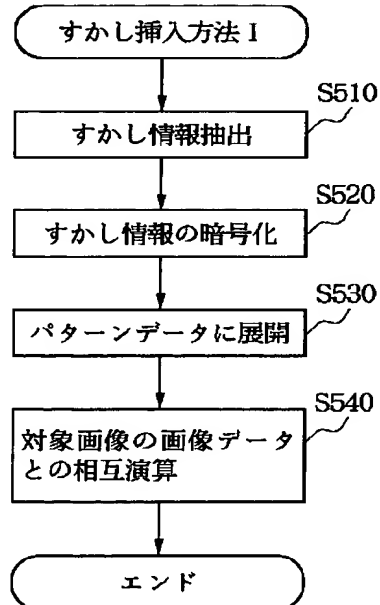 すかし挿入方法Ⅰ
S510
すかし情報抽出
S520
すかし情報の暗号化
S530
パターンデータに展開
S540
対象画像の画像データ
との相互演算
エンド